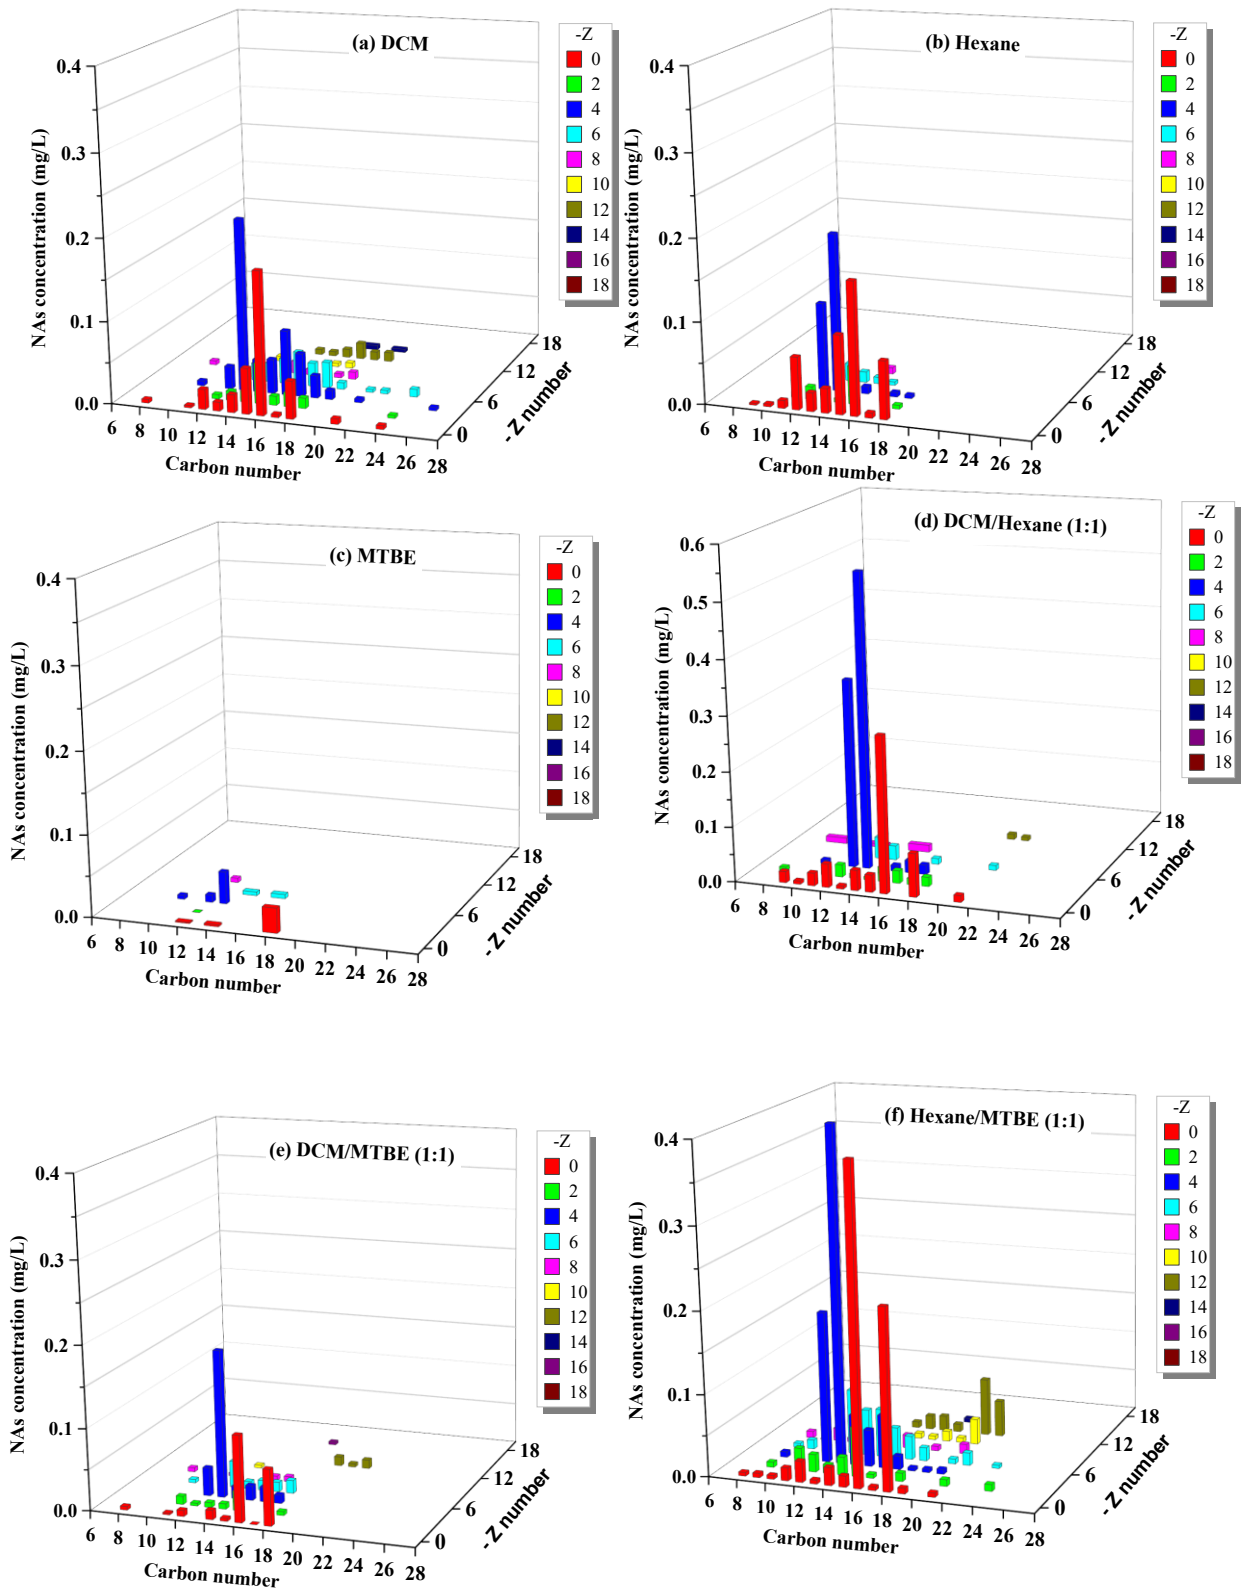 (a) DCM
NAs concentration (mg/L)
0.4
0.3
0.2
0.1
0.0
6 8 10 12 14 16 18 20 22 24 26 28
Carbon number
0 6 12 18
-Z number
-Z
0
2
4
6
8
10
12
14
16
18
(b) Hexane
NAs concentration (mg/L)
0.4
0.3
0.2
0.1
0.0
6 8 10 12 14 16 18 20 22 24 26 28
Carbon number
0 6 12 18
-Z number
-Z
0
2
4
6
8
10
12
14
16
18
(c) MTBE
NAs concentration (mg/L)
0.4
0.3
0.2
0.1
0.0
6 8 10 12 14 16 18 20 22 24 26 28
Carbon number
0 6 12 18
-Z number
-Z
0
2
4
6
8
10
12
14
16
18
(d) DCM/Hexane (1:1)
NAs concentration (mg/L)
0.6
0.5
0.4
0.3
0.2
0.1
0.0
6 8 10 12 14 16 18 20 22 24 26 28
Carbon number
0 6 12 18
-Z number
-Z
0
2
4
6
8
10
12
14
16
18
(e) DCM/MTBE (1:1)
NAs concentration (mg/L)
0.4
0.3
0.2
0.1
0.0
6 8 10 12 14 16 18 20 22 24 26 28
Carbon number
0 6 12 18
-Z number
-Z
0
2
4
6
8
10
12
14
16
18
(f) Hexane/MTBE (1:1)
NAs concentration (mg/L)
0.4
0.3
0.2
0.1
0.0
6 8 10 12 14 16 18 20 22 24 26 28
Carbon number
0 6 12 18
-Z number
-Z
0
2
4
6
8
10
12
14
16
18